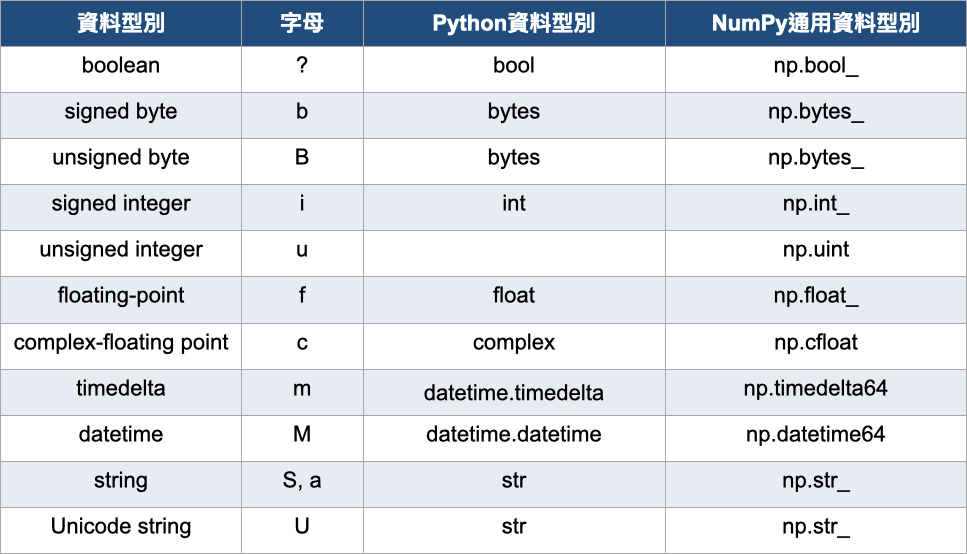 資料型別 字母 Python資料型別 NumPy通用資料型別
boolean ? bool np.bool_
signed byte b bytes np.bytes_
unsigned byte B bytes np.bytes_
signed integer i int np.int_
unsigned integer u np.uint
floating-point f float np.float_
complex-floating point c complex np.cfloat
timedelta m datetime.timedelta np.timedelta64
datetime M datetime.datetime np.datetime64
string S, a str np.str_
Unicode string U str np.str_